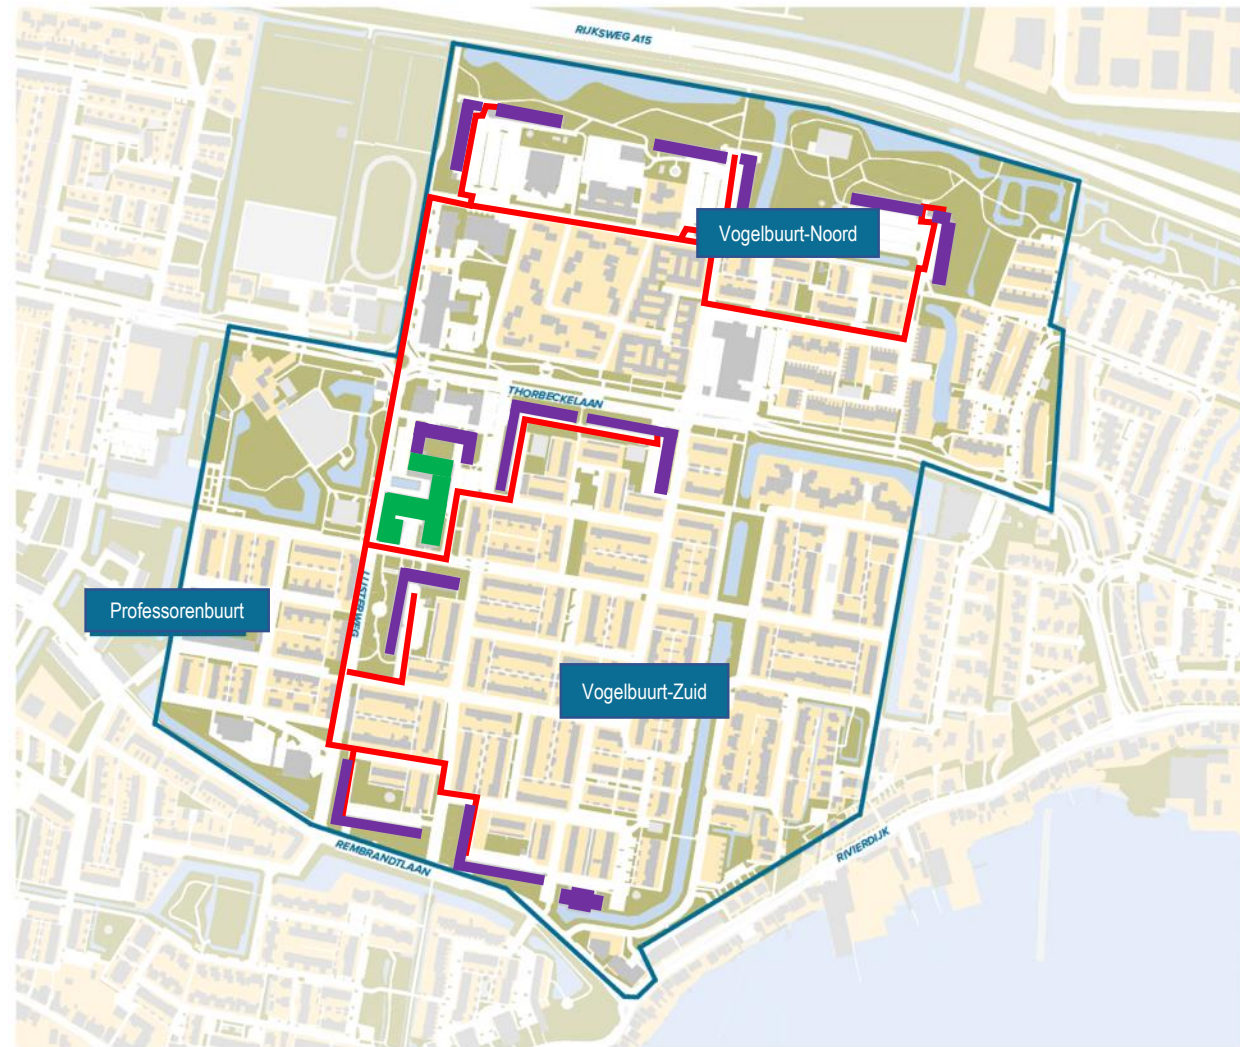 RIJKSWEG A15
Vogelbuurt-Noord
THORBECKELAAN
Professorenbuurt
LIJSTERWEG
Vogelbuurt-Zuid
REMBRANDTLAAN
RIVIERDIJK